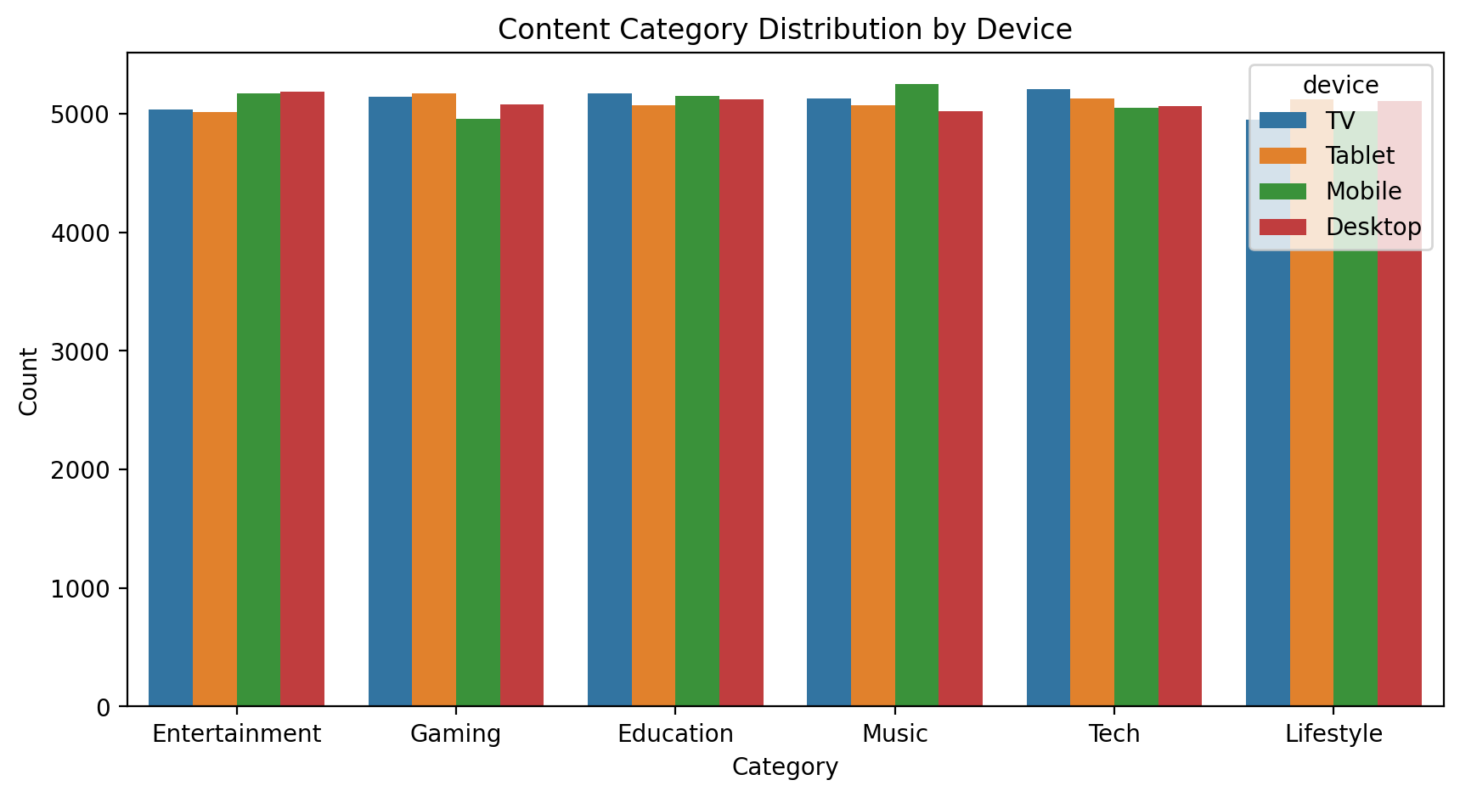 Content Category Distribution by Device
device
TV
Tablet
Mobile
Desktop
5000
4000
3000
2000
1000
0
Count
Entertainment Gaming Education Music Tech Lifestyle
Category